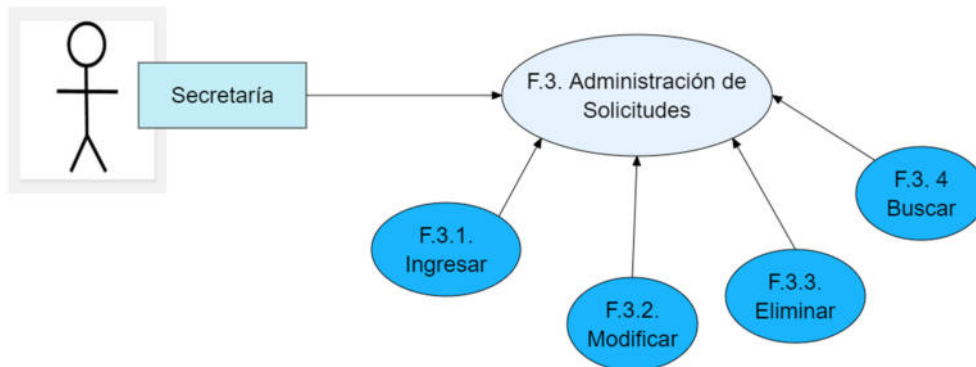 Secretaría
F.3. Administración de
Solicitudes
F.3. 4
Buscar
F.3.1.
Ingresar
F.3.3.
Eliminar
F.3.2.
Modificar